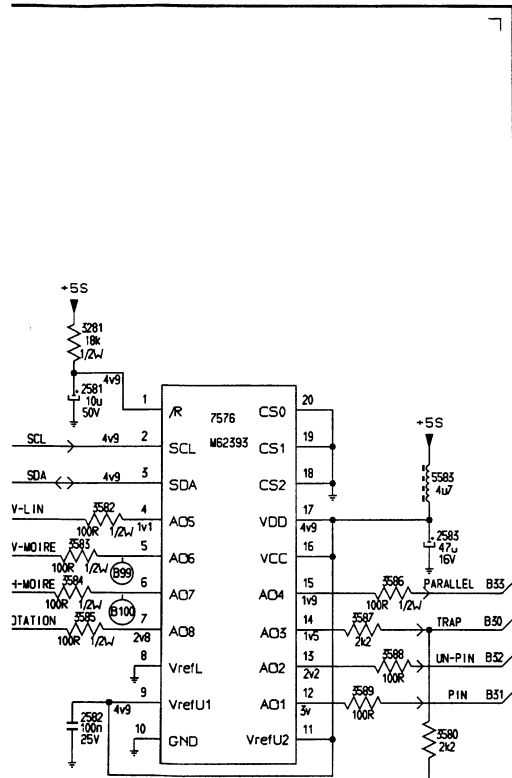 +5S
3281
18k
1/2W
4v9
2581
10u
50V
1
/R
7576
M62393
CS0
20
SCL
4v9
2
SCL
CS1
19
SDA
4v9
3
SDA
CS2
18
+5S
5583
4u7
V-LIN
3582
100R
1/2W
4
1v1
AO5
VDD
17
4v9
2583
47u
16V
V-MOIRE
3583
100R
1/2W
B99
5
AO6
VCC
16
H-MOIRE
3584
100R
1/2W
B100
6
AO7
AO4
15
1v9
3586
100R
1/2W
PARALLEL
B33
OTATION
3585
100R
1/2W
7
2v8
AO8
AO3
14
1v5
3587
2k2
TRAP
B30
8
VrefL
AO2
13
2v2
3588
100R
UN-PIN
B32
2582
100n
25V
4v9
9
VrefU1
AO1
12
3v
3589
100R
PIN
B31
10
GND
VrefU2
11
3580
2k2